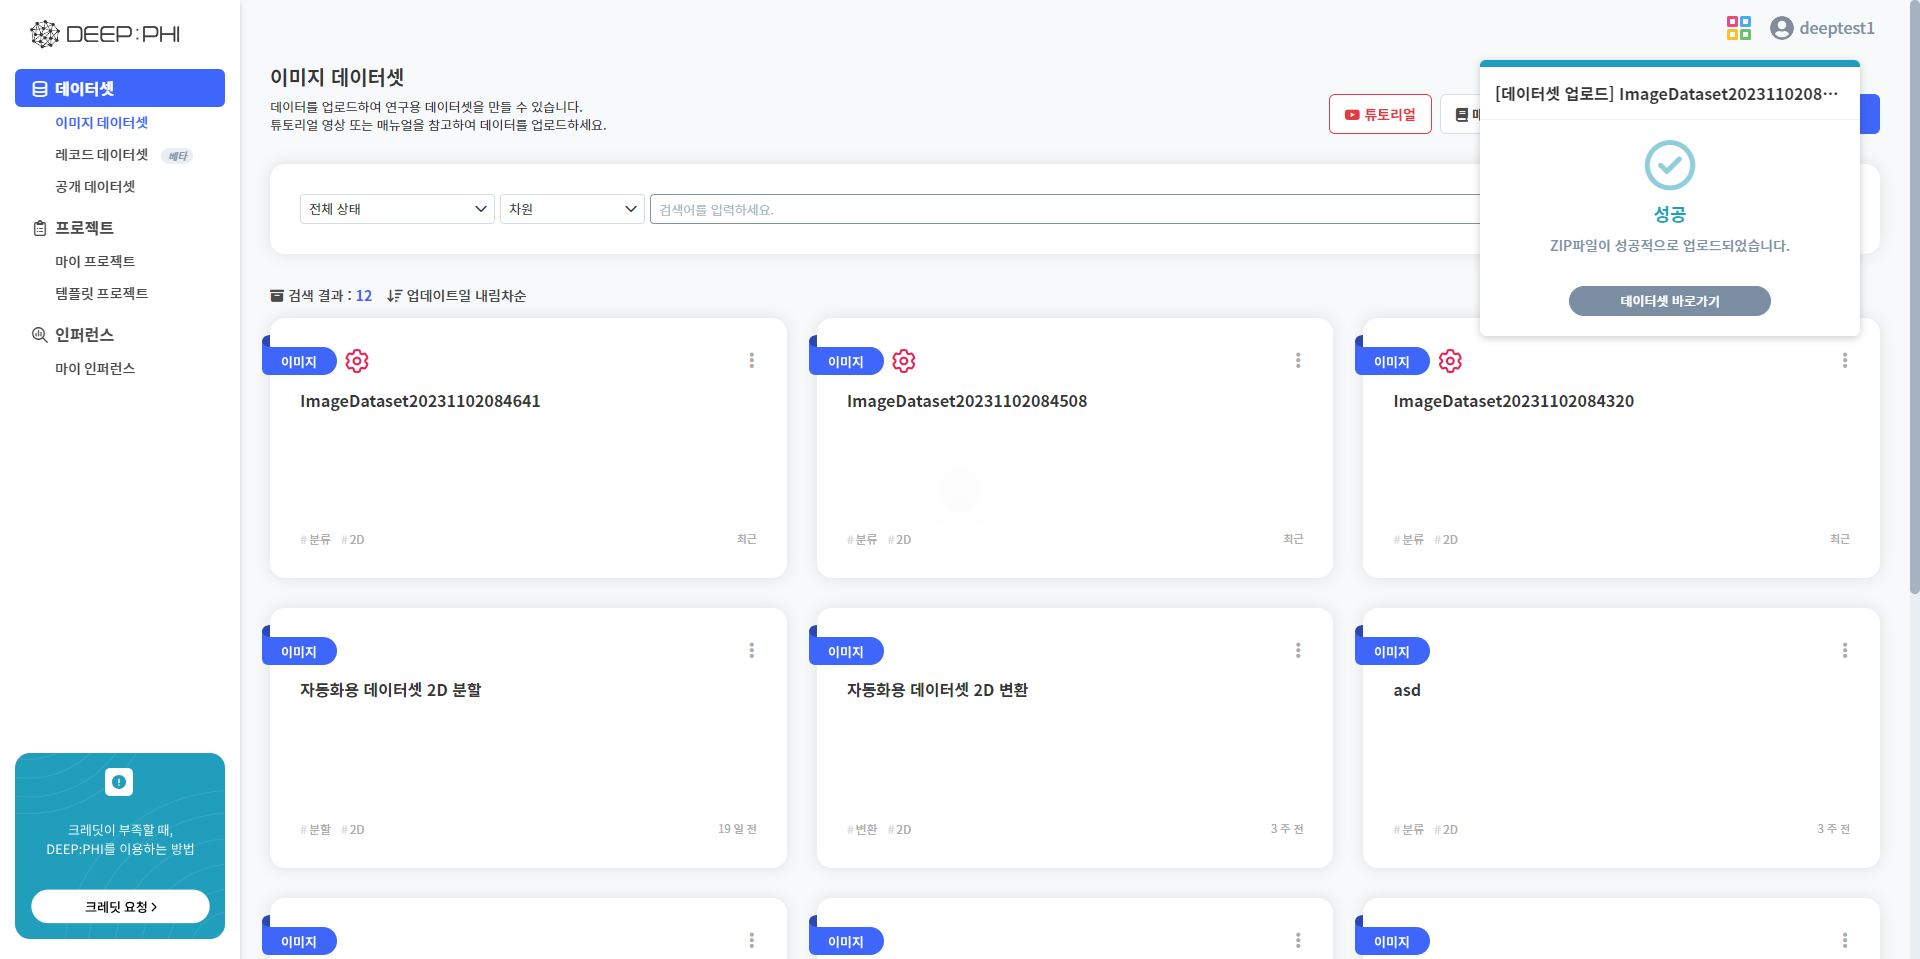 DEEP:PHI
데이터셋
이미지 데이터셋
레코드 데이터셋 베타
공개 데이터셋
프로젝트
마이 프로젝트
템플릿 프로젝트
인퍼런스
마이 인퍼런스
크레딧이 부족할 때,
DEEP:PHI를 이용하는 방법
크레딧 요청
deeptest1
이미지 데이터셋
데이터를 업로드하여 연구용 데이터셋을 만들 수 있습니다.
튜토리얼 영상 또는 매뉴얼을 참고하여 데이터를 업로드하세요.
튜토리얼
[데이터셋 업로드] ImageDataset2023110208…
성공
ZIP파일이 성공적으로 업로드되었습니다.
데이터셋 바로가기
전체 상태
차원
검색어를 입력하세요.
검색 결과 : 12 업데이트일 내림차순
이미지
ImageDataset20231102084641
#분류 #2D 최근
이미지
ImageDataset20231102084508
#분류 #2D 최근
이미지
ImageDataset20231102084320
#분류 #2D 최근
이미지
자동화용 데이터셋 2D 분할
#분할 #2D 19 일 전
이미지
자동화용 데이터셋 2D 변환
#변환 #2D 3 주 전
이미지
asd
#분류 #2D 3 주 전
이미지
이미지
이미지